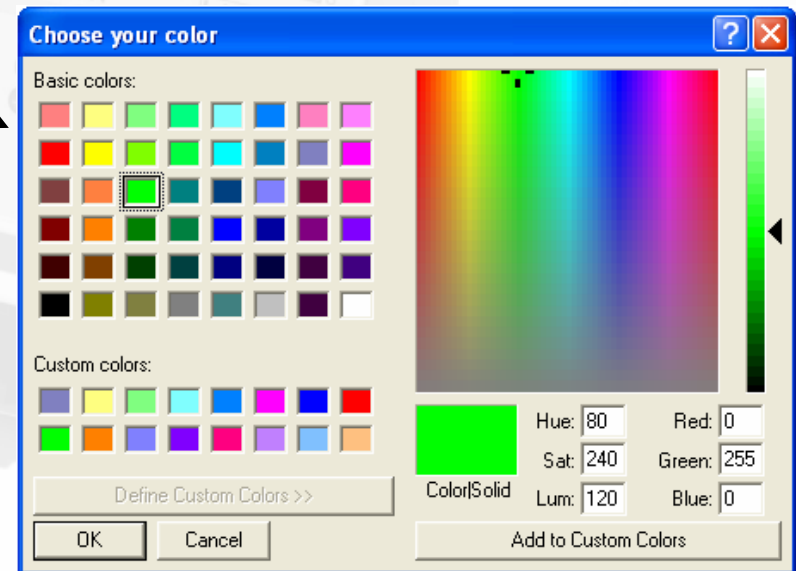 Choose your color
Basic colors:
Custom colors:
Define Custom Colors >>
OK Cancel
Color|Solid
Hue: 80 Red: 0
Sat: 240 Green: 255
Lum: 120 Blue: 0
Add to Custom Colors